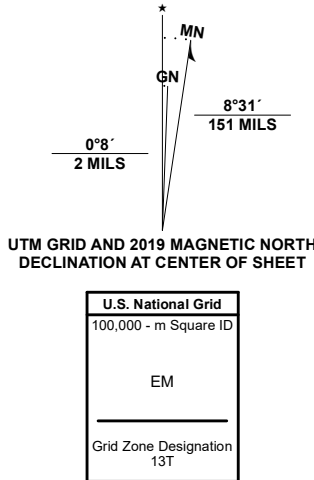 ★
MN
GN
8°31´
151 MILS
0°8´
2 MILS
UTM GRID AND 2019 MAGNETIC NORTH
DECLINATION AT CENTER OF SHEET
U.S. National Grid
100,000 - m Square ID
EM
Grid Zone Designation
13T